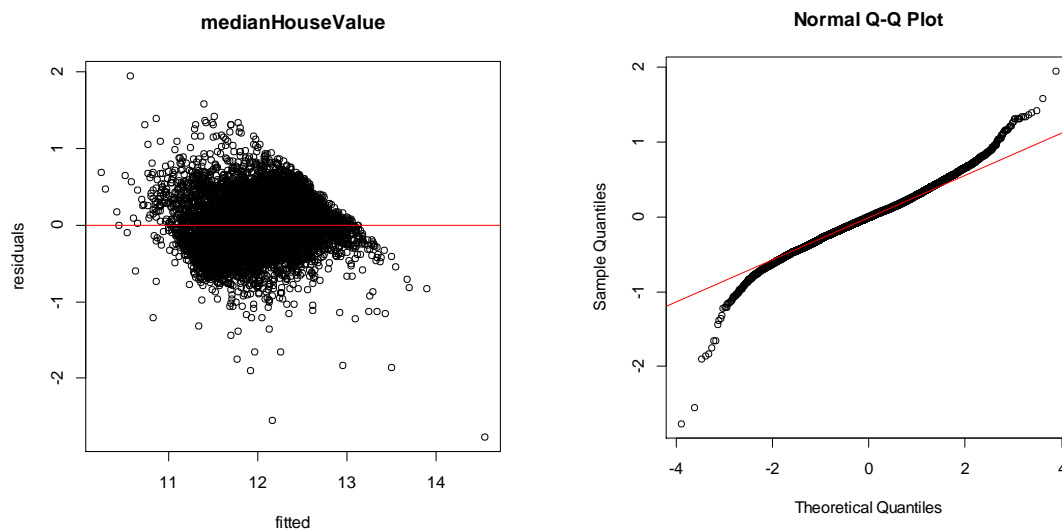 medianHouseValue
residuals
2
1
0
-1
-2
11 12 13 14
fitted
Normal Q-Q Plot
Sample Quantiles
2
1
0
-1
-2
-4 -2 0 2 4
Theoretical Quantiles